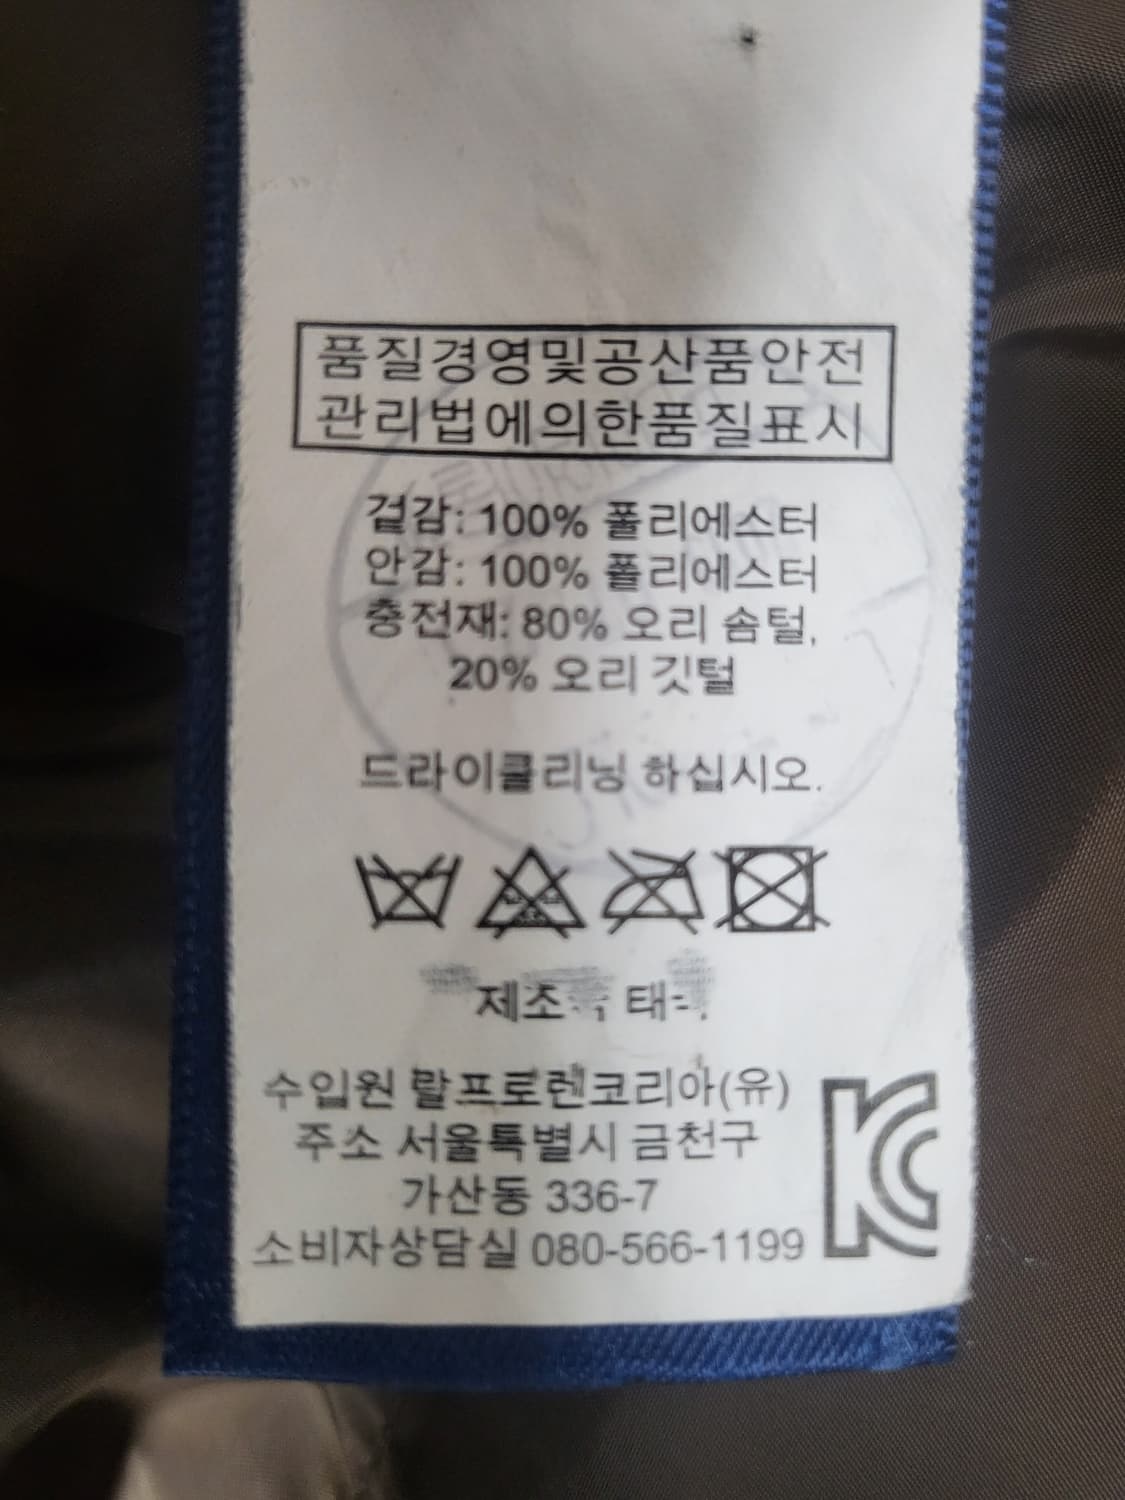 품질경영및공산품안전
관리법에의한품질표시
겉감: 100% 폴리에스터
안감: 100% 폴리에스터
충전재: 80% 오리 솜털,
20% 오리 깃털
드라이클리닝 하십시오.
수입원 랄프로렌코리아(유)
주소 서울특별시 금천구
가산동 336-7
소비자상담실 080-566-1199